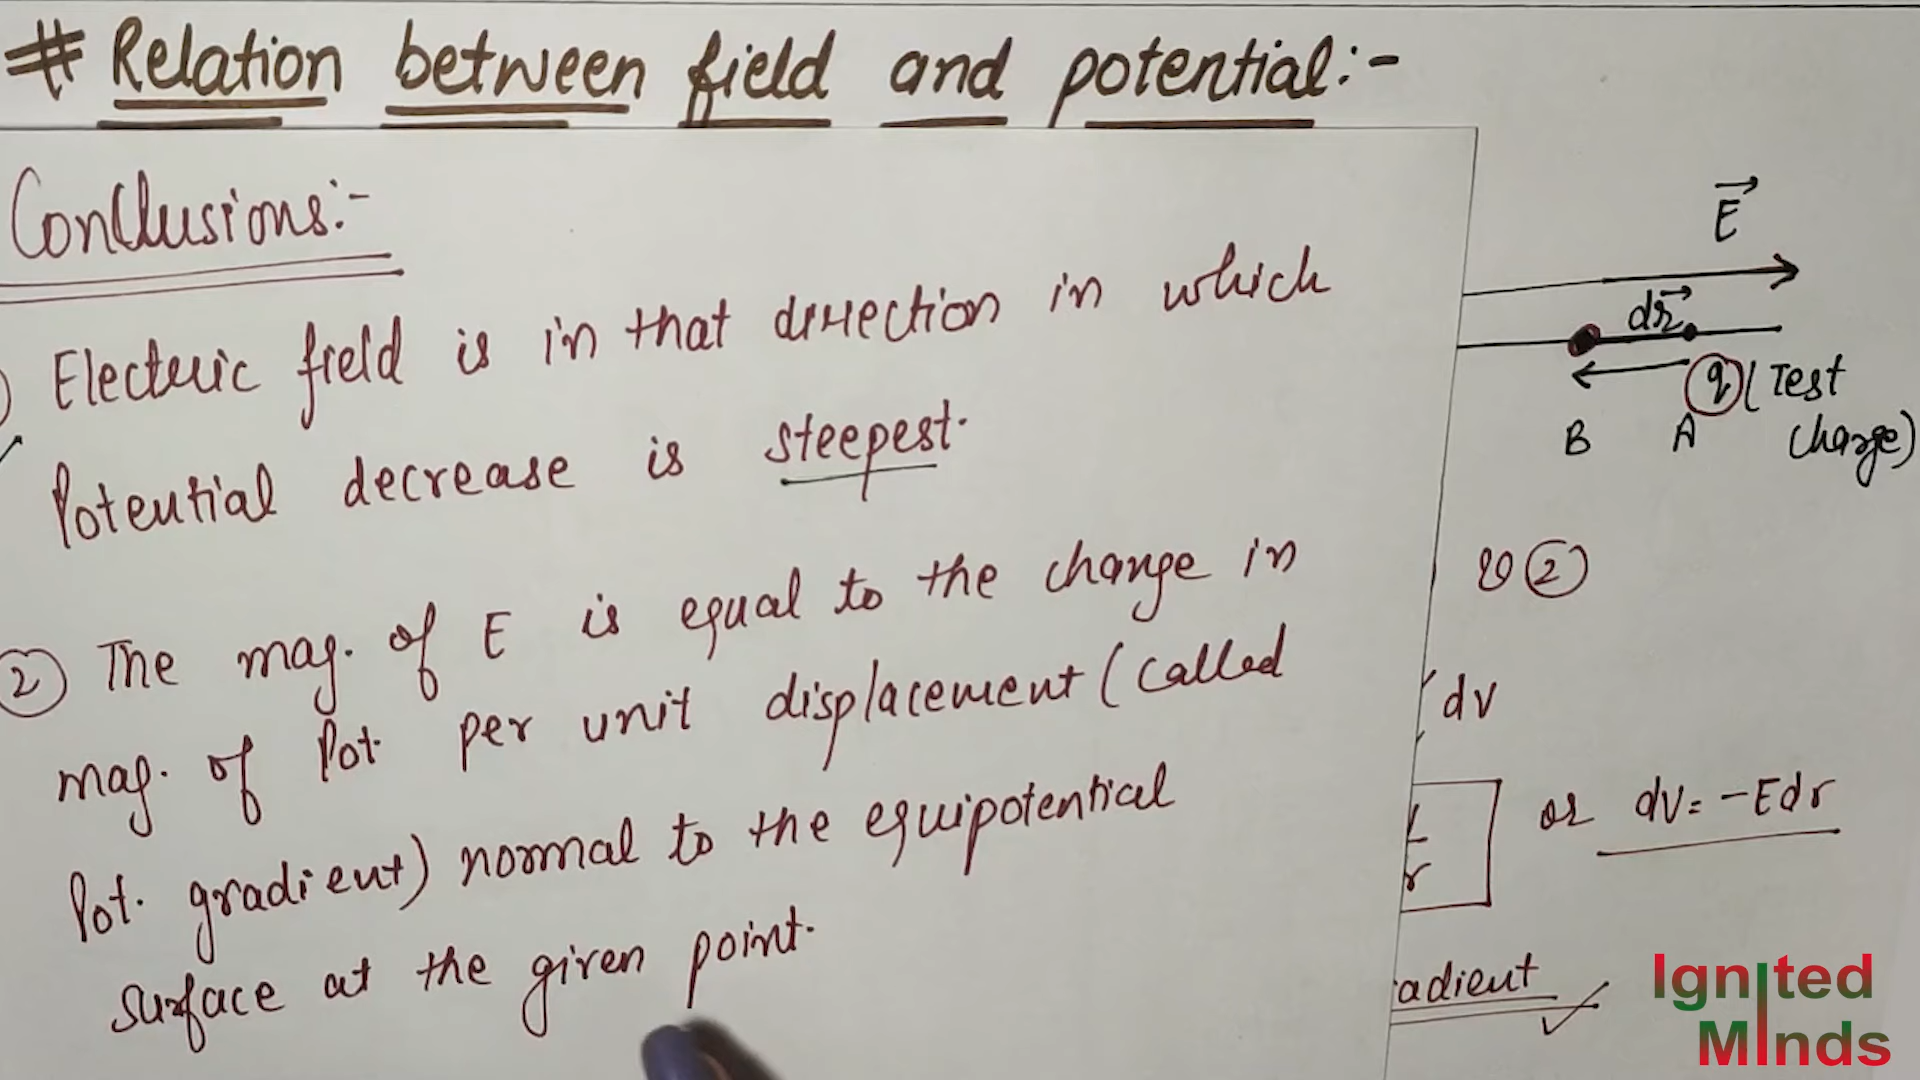 # Relation between field and potential:-
Conclusions:-
Electric field is in that direction in which
Potential decrease is steepest.
② The mag. of E is equal to the change in
mag. of Pot. per unit displacement (called
Pot. gradient) normal to the equipotential
surface at the given point.
E
dr
q (Test
charge)
B A
②
dV
r
or dV = -Edr
adient
Ignited
Minds